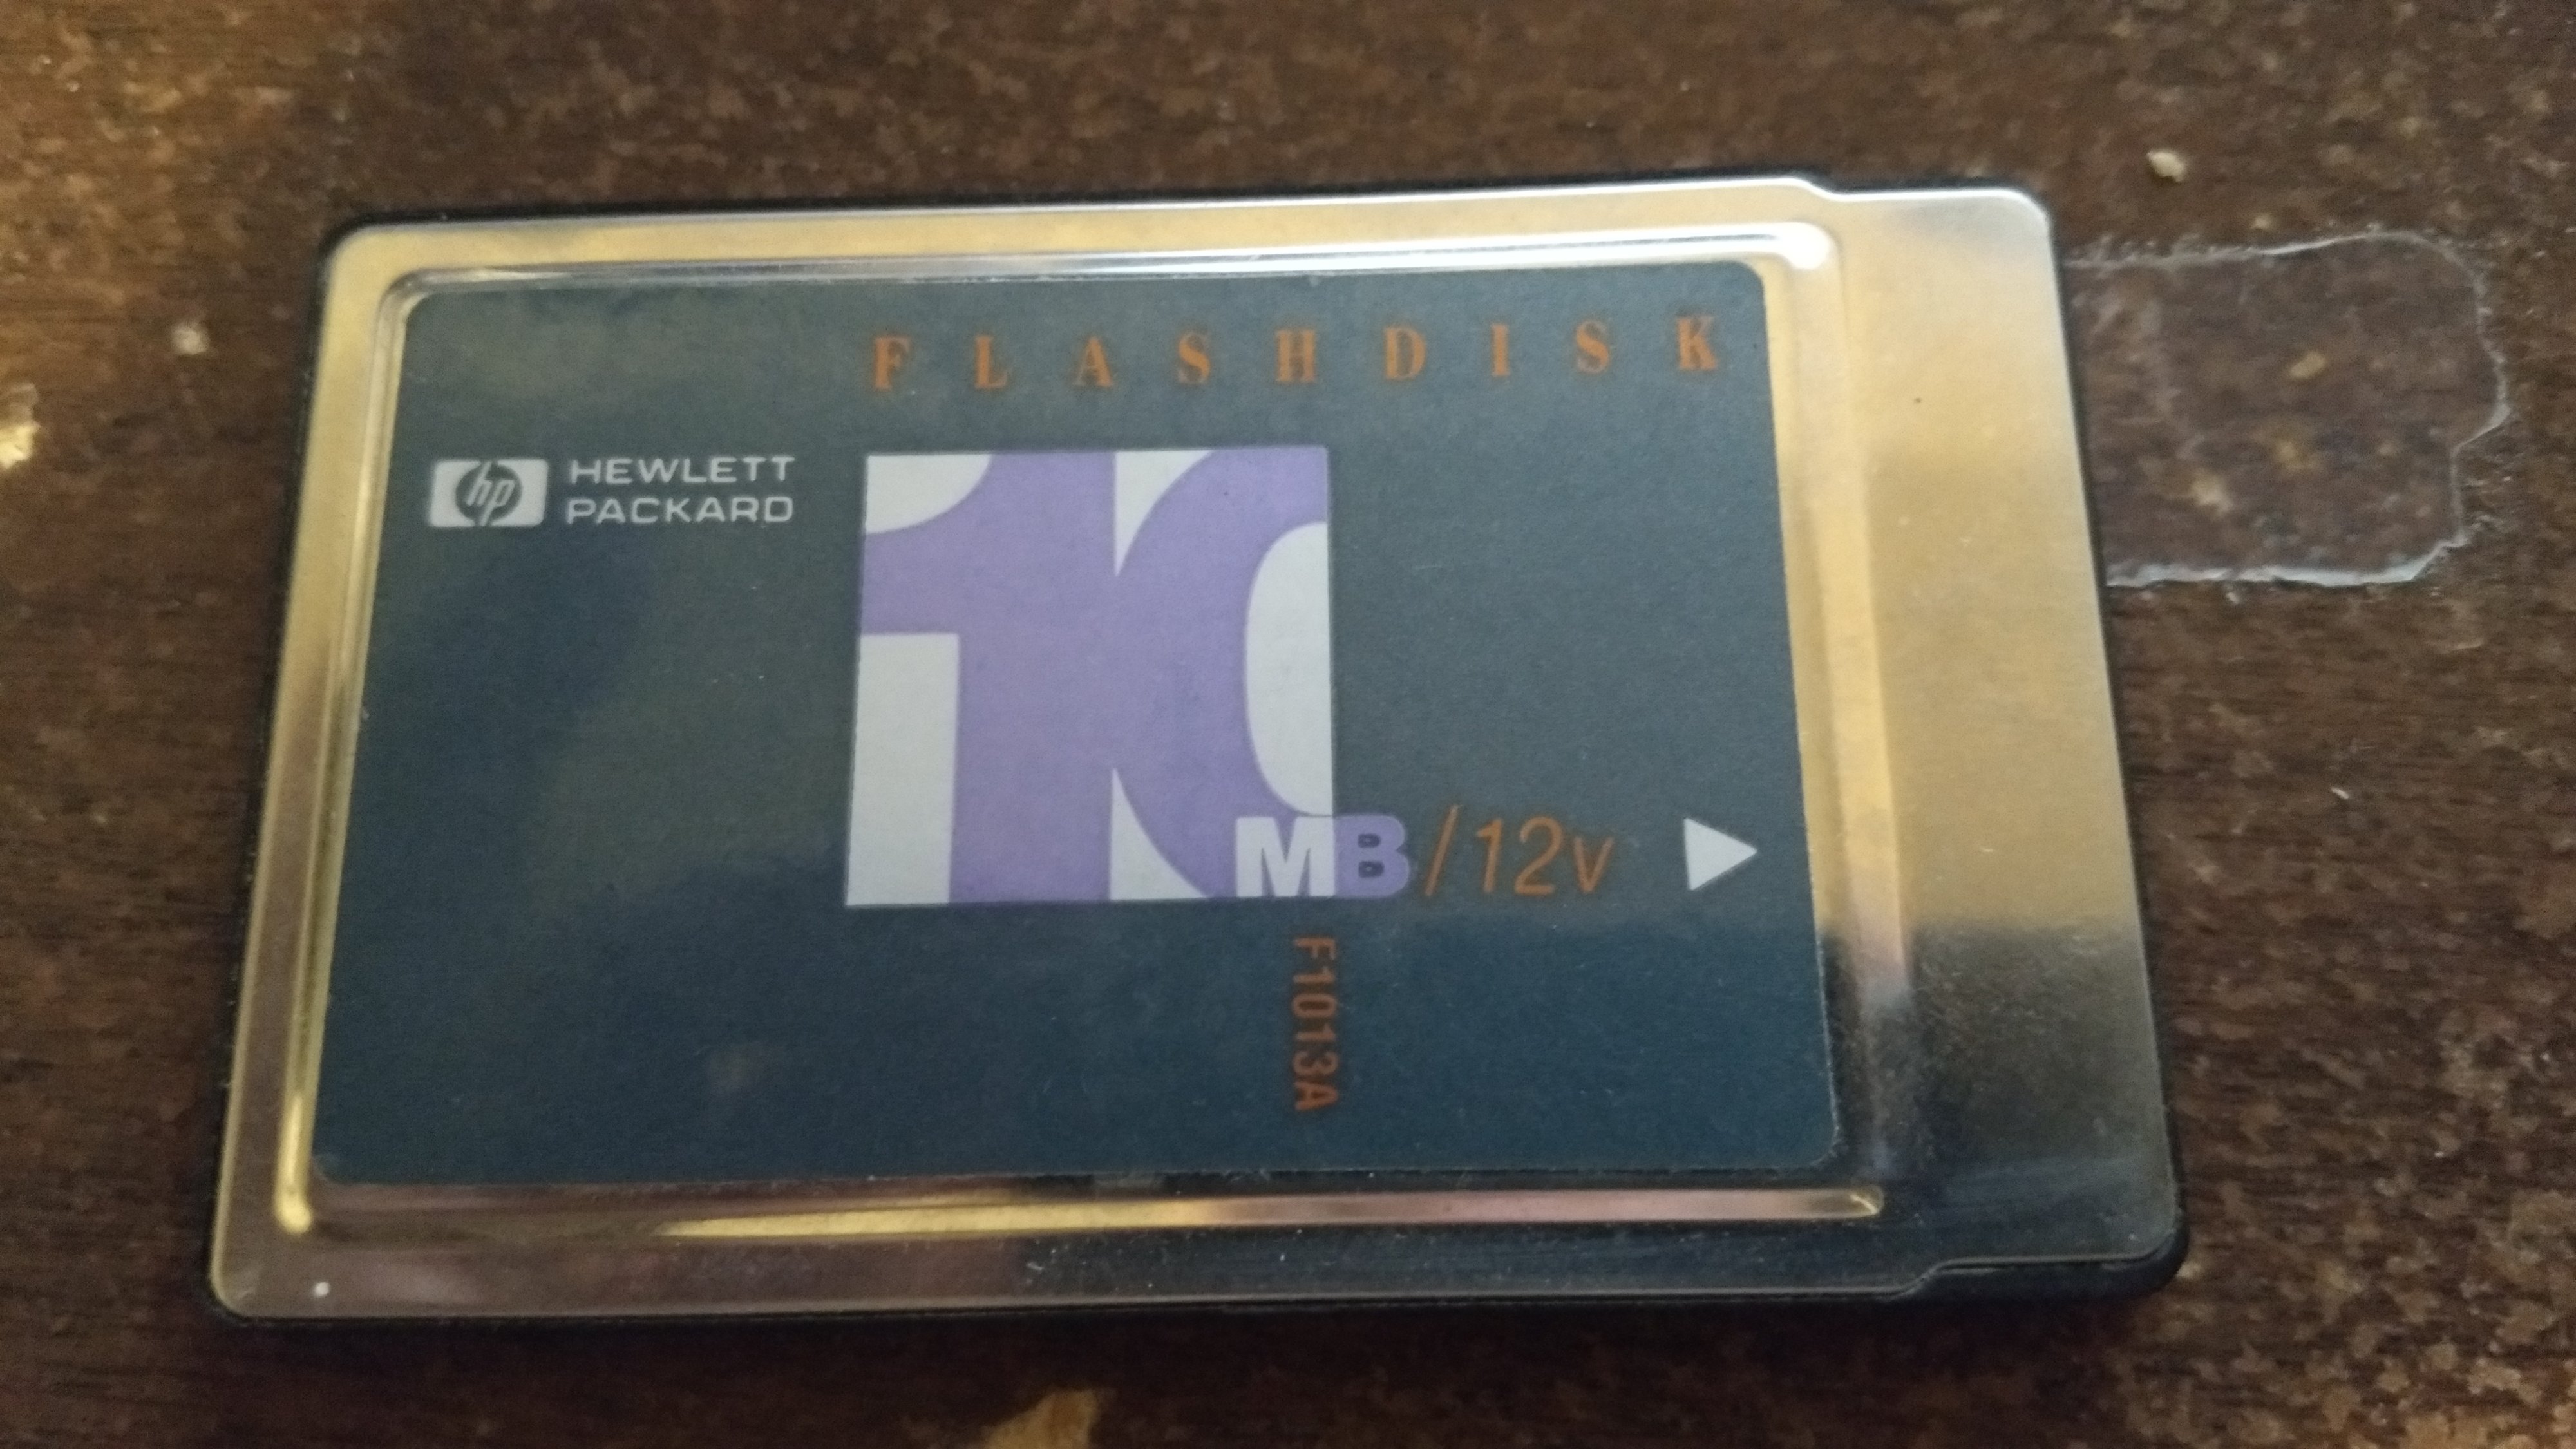 FLASHDISK
hp HEWLETT PACKARD
10
MB/12v
F1013A